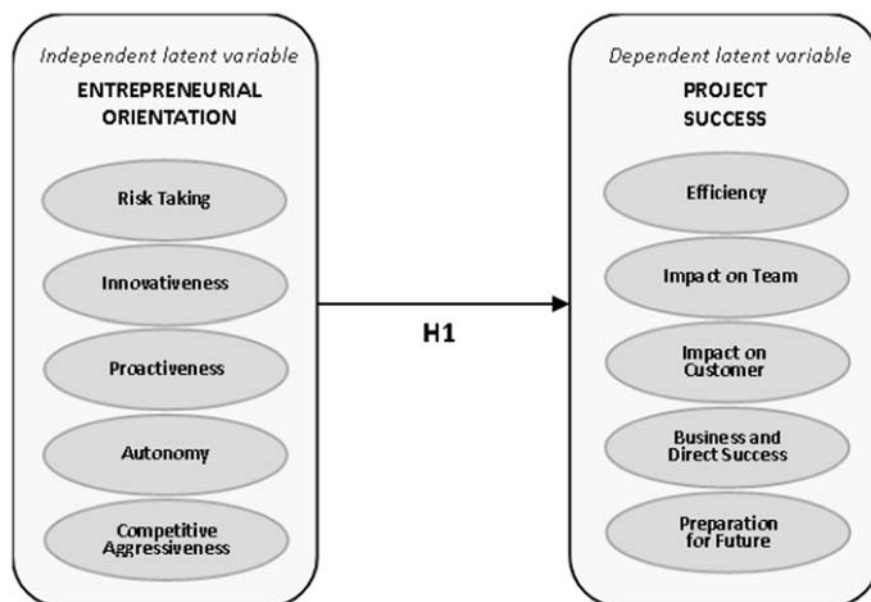 Independent latent variable
ENTREPRENEURIAL
ORIENTATION
Risk Taking
Innovativeness
Proactiveness
Autonomy
Competitive
Aggressiveness
H1
Dependent latent variable
PROJECT
SUCCESS
Efficiency
Impact on Team
Impact on
Customer
Business and
Direct Success
Preparation
for Future